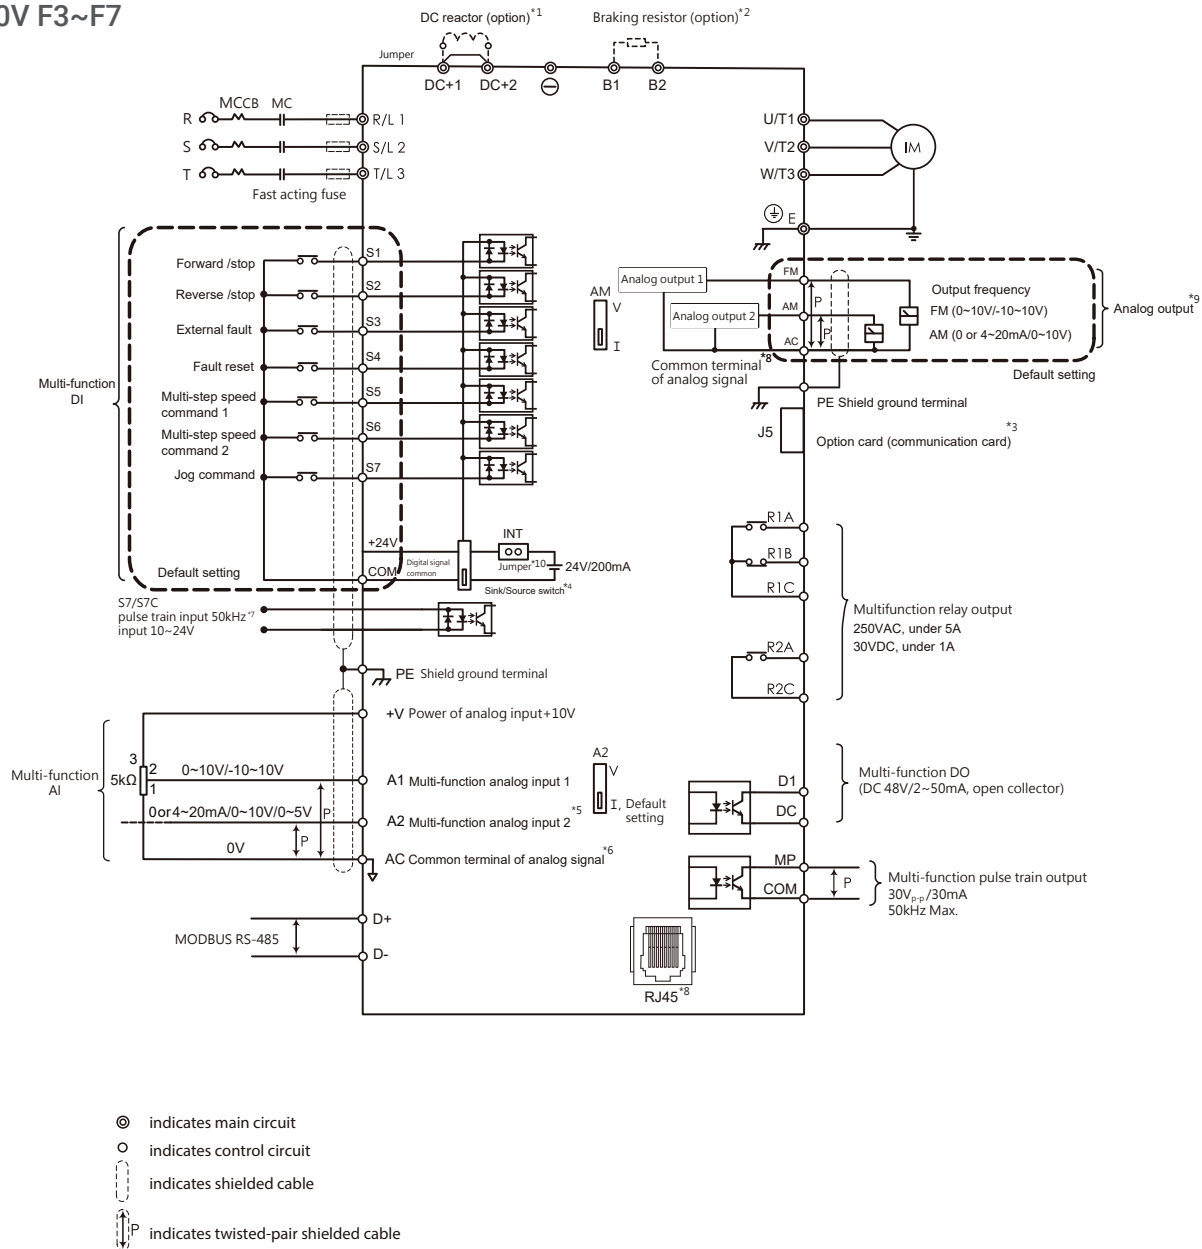 0V F3~F7
DC reactor (option)*1
Braking resistor (option)*2
Jumper
DC+1 DC+2 B1 B2
MCCB MC
R R/L 1
S S/L 2
T T/L 3
Fast acting fuse
U/T1
V/T2
W/T3
IM
E
Multi-function
DI
Forward /stop S1
Reverse /stop S2
External fault S3
Fault reset S4
Multi-step speed
command 1
S5
Multi-step speed
command 2
S6
Jog command S7
+24V
COM
Digital signal
common
Default setting
INT
Jumper*10
24V/200mA
Sink/Source switch*4
S7/S7C
pulse train input 50kHz*7
input 10~24V
PE Shield ground terminal
AM
V
I
Analog output 1
Analog output 2
FM
AM
AC
P
P
Output frequency
FM (0~10V/-10~10V)
AM (0 or 4~20mA/0~10V)
Analog output*9
Common terminal*8
of analog signal
Default setting
PE Shield ground terminal
J5
Option card (communication card)*3
R1A
R1B
R1C
R2A
R2C
Multifunction relay output
250VAC, under 5A
30VDC, under 1A
Multi-function
AI
+V Power of analog input+10V
3
2
1
5kΩ
0~10V/-10~10V
A1 Multi-function analog input 1
0or4~20mA/0~10V/0~5V
A2 Multi-function analog input 2*5
P
P
0V
AC Common terminal of analog signal*6
A2
V
I, Default
setting
D1
DC
Multi-function DO
(DC 48V/2~50mA, open collector)
MP
COM
P
Multi-function pulse train output
30Vp-p/30mA
50kHz Max.
D+
MODBUS RS-485
D-
RJ45*8
indicates main circuit
indicates control circuit
indicates shielded cable
P indicates twisted-pair shielded cable